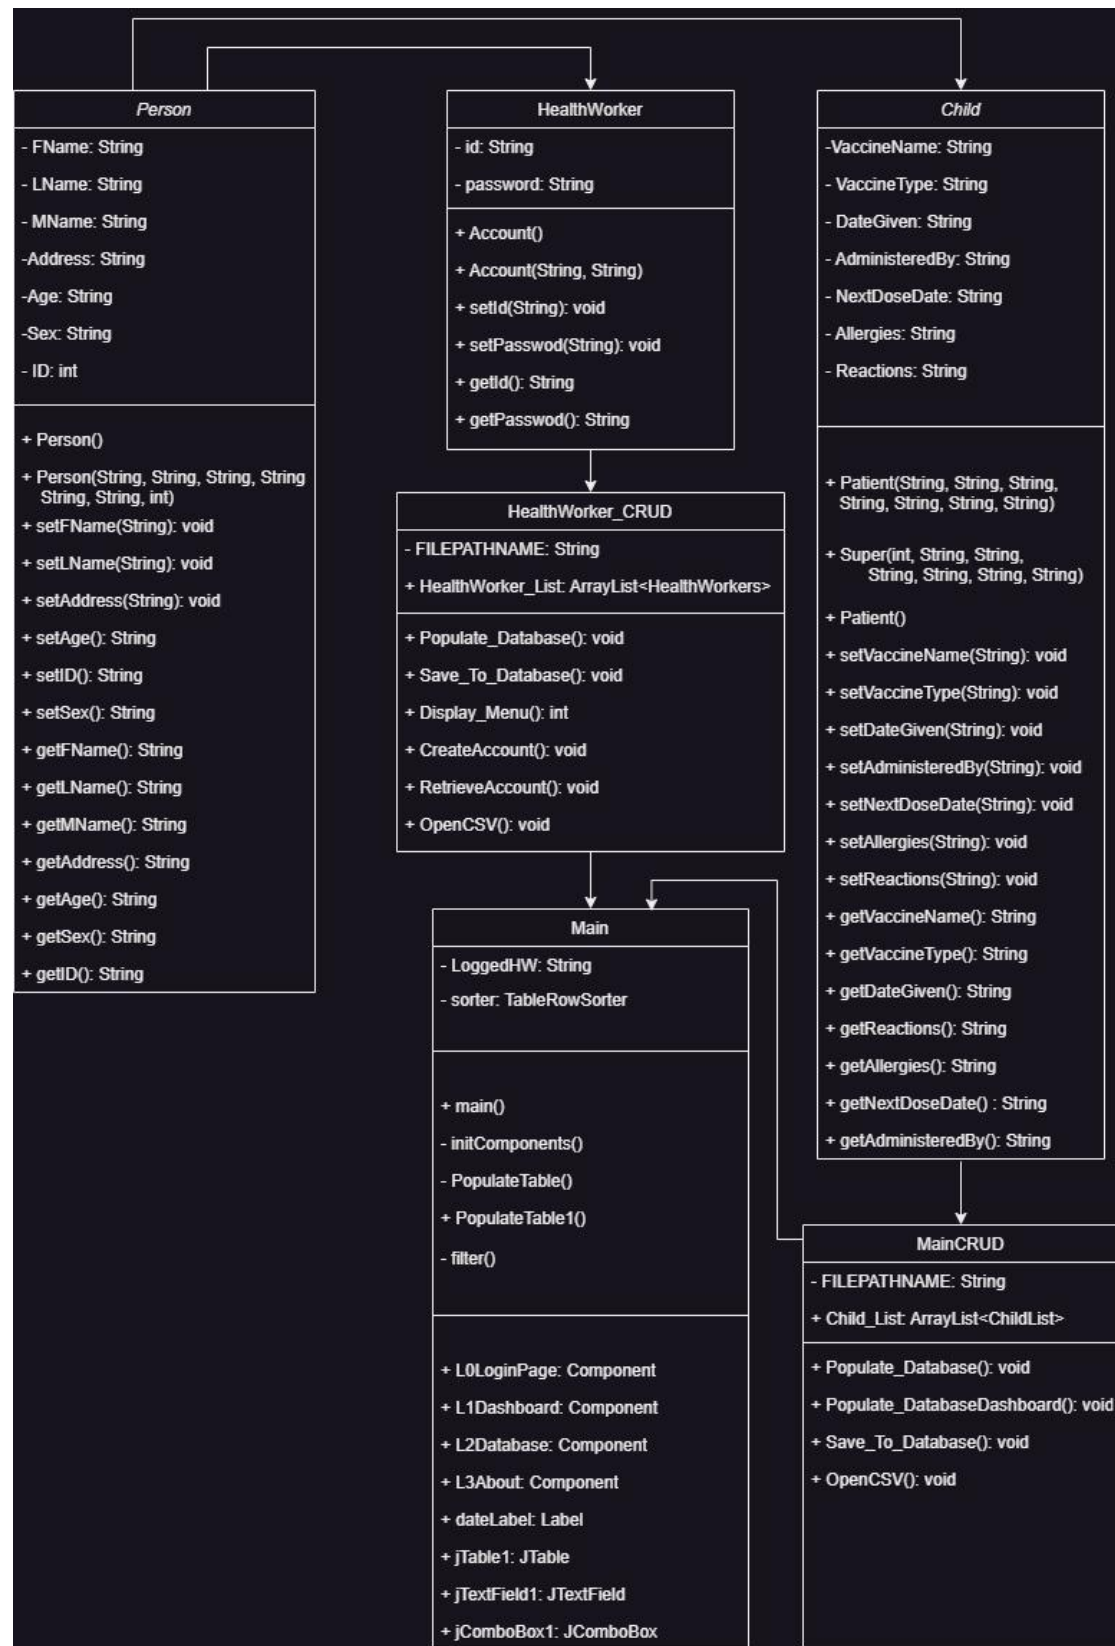 Person
- FName: String
- LName: String
- MName: String
-Address: String
-Age: String
-Sex: String
- ID: int
+ Person()
+ Person(String, String, String, String
String, String, int)
+ setFName(String): void
+ setLName(String): void
+ setAddress(String): void
+ setAge(): String
+ setID(): String
+ setSex(): String
+ getFName(): String
+ getLName(): String
+ getMName(): String
+ getAddress(): String
+ getAge(): String
+ getSex(): String
+ getID(): String
HealthWorker
- id: String
- password: String
+ Account()
+ Account(String, String)
+ setId(String): void
+ setPasswod(String): void
+ getId(): String
+ getPasswod(): String
HealthWorker_CRUD
- FILEPATHNAME: String
+ HealthWorker_List: ArrayList<HealthWorkers>
+ Populate_Database(): void
+ Save_To_Database(): void
+ Display_Menu(): int
+ CreateAccount(): void
+ RetrieveAccount(): void
+ OpenCSV(): void
Main
- LoggedHW: String
- sorter: TableRowSorter
+ main()
- initComponents()
- PopulateTable()
+ PopulateTable1()
- filter()
+ L0LoginPage: Component
+ L1Dashboard: Component
+ L2Database: Component
+ L3About: Component
+ dateLabel: Label
+ jTable1: JTable
+ jTextField1: JTextField
+ jComboBox1: JComboBox
Child
-VaccineName: String
- VaccineType: String
- DateGiven: String
- AdministeredBy: String
- NextDoseDate: String
- Allergies: String
- Reactions: String
+ Patient(String, String, String,
String, String, String, String)
+ Super(int, String, String,
String, String, String, String)
+ Patient()
+ setVaccineName(String): void
+ setVaccineType(String): void
+ setDateGiven(String): void
+ setAdministeredBy(String): void
+ setNextDoseDate(String): void
+ setAllergies(String): void
+ setReactions(String): void
+ getVaccineName(): String
+ getVaccineType(): String
+ getDateGiven(): String
+ getReactions(): String
+ getAllergies(): String
+ getNextDoseDate() : String
+ getAdministeredBy(): String
MainCRUD
- FILEPATHNAME: String
+ Child_List: ArrayList<ChildList>
+ Populate_Database(): void
+ Populate_DatabaseDashboard(): void
+ Save_To_Database(): void
+ OpenCSV(): void